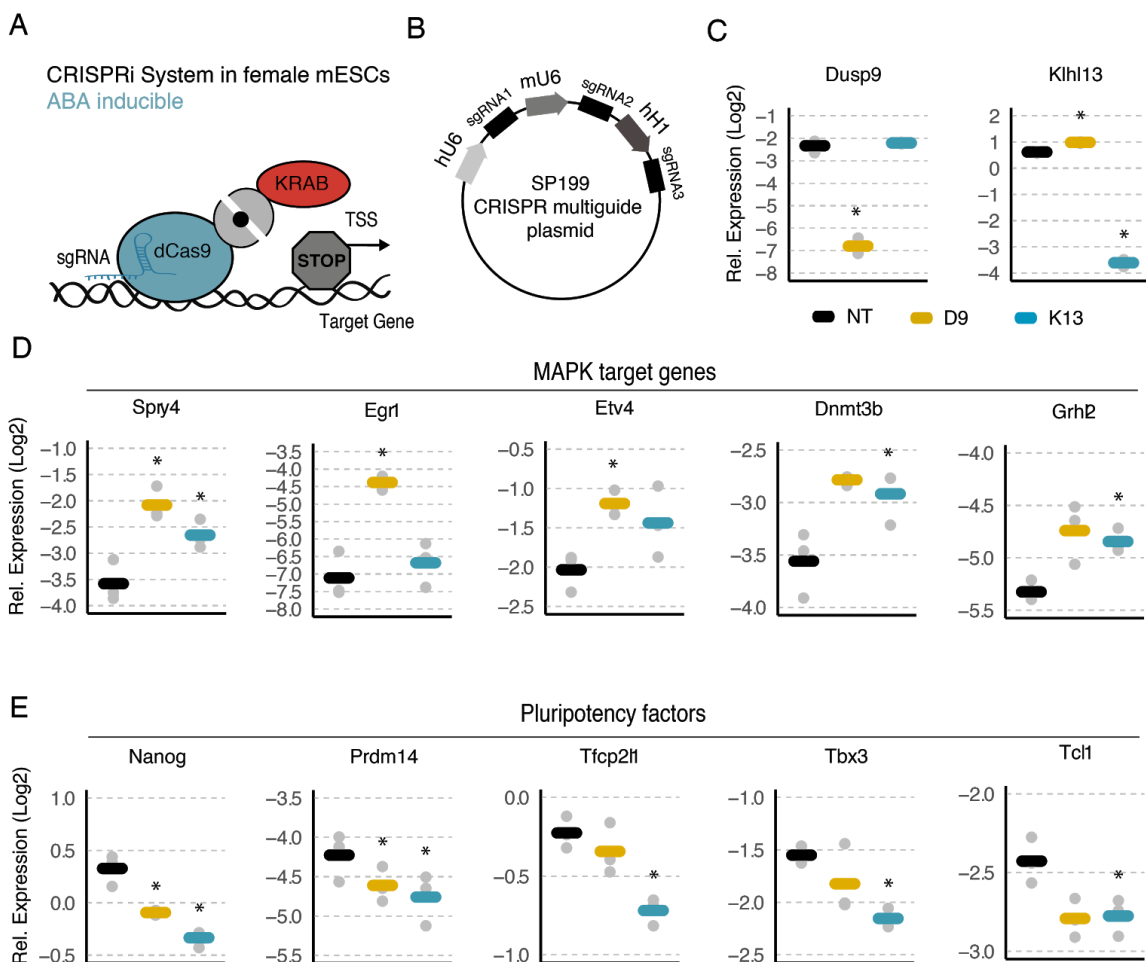 A
CRISPRi System in female mESCs
ABA inducible
KRAB
TSS
sgRNA
dCas9
STOP
Target Gene
B
hU6
sgRNA1
mU6
sgRNA2
hH1
sgRNA3
SP199
CRISPR multiguide
plasmid
C
Rel. Expression (Log2)
Dusp9
−1
−2
−3
−4
−5
−6
−7
−8
*
Klhl13
2
1
0
−1
−2
−3
−4
*
*
NT D9 K13
D
MAPK target genes
Rel. Expression (Log2)
Spry4
−1.0
−1.5
−2.0
−2.5
−3.0
−3.5
−4.0
*
*
Egr1
−3.5
−4.0
−4.5
−5.0
−5.5
−6.0
−6.5
−7.0
−7.5
−8.0
*
Etv4
−0.5
−1.0
−1.5
−2.0
−2.5
*
Dnmt3b
−2.5
−3.0
−3.5
−4.0
*
Grhl2
−4.0
−4.5
−5.0
−5.5
*
E
Pluripotency factors
Rel. Expression (Log2)
Nanog
1.0
0.5
0.0
−0.5
*
*
Prdm14
−3.5
−4.0
−4.5
−5.0
−5.5
*
*
Tfcp2l1
0.0
−0.5
−1.0
*
Tbx3
−1.0
−1.5
−2.0
−2.5
*
Tcl1
−2.0
−2.5
−3.0
*